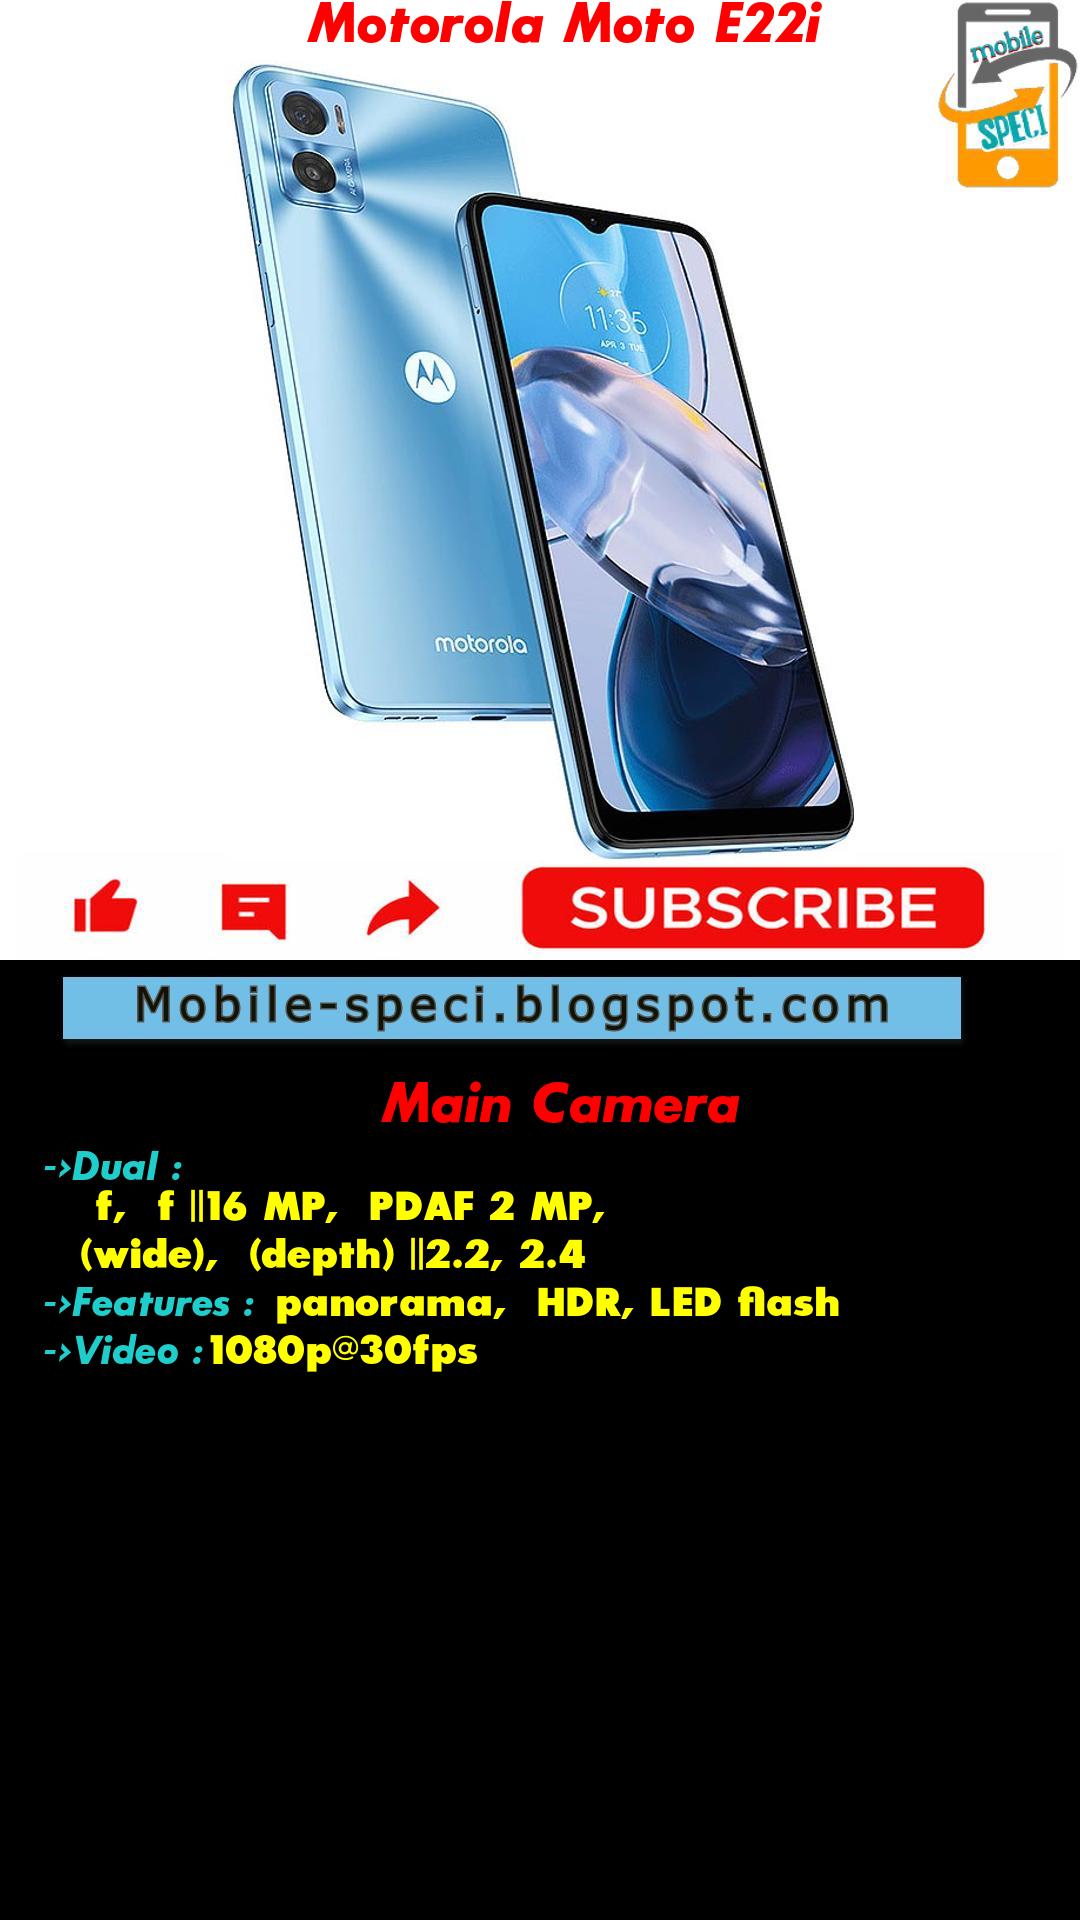 Motorola Moto E22i
mobile
SPECI
AI CAMERA
11:35
APR 3 TUE
motorola
SUBSCRIBE
Mobile-speci.blogspot.com
Main Camera
->Dual :
f, f ||16 MP, PDAF 2 MP,
(wide), (depth) ||2.2, 2.4
->Features : panorama, HDR, LED flash
->Video :1080p@30fps